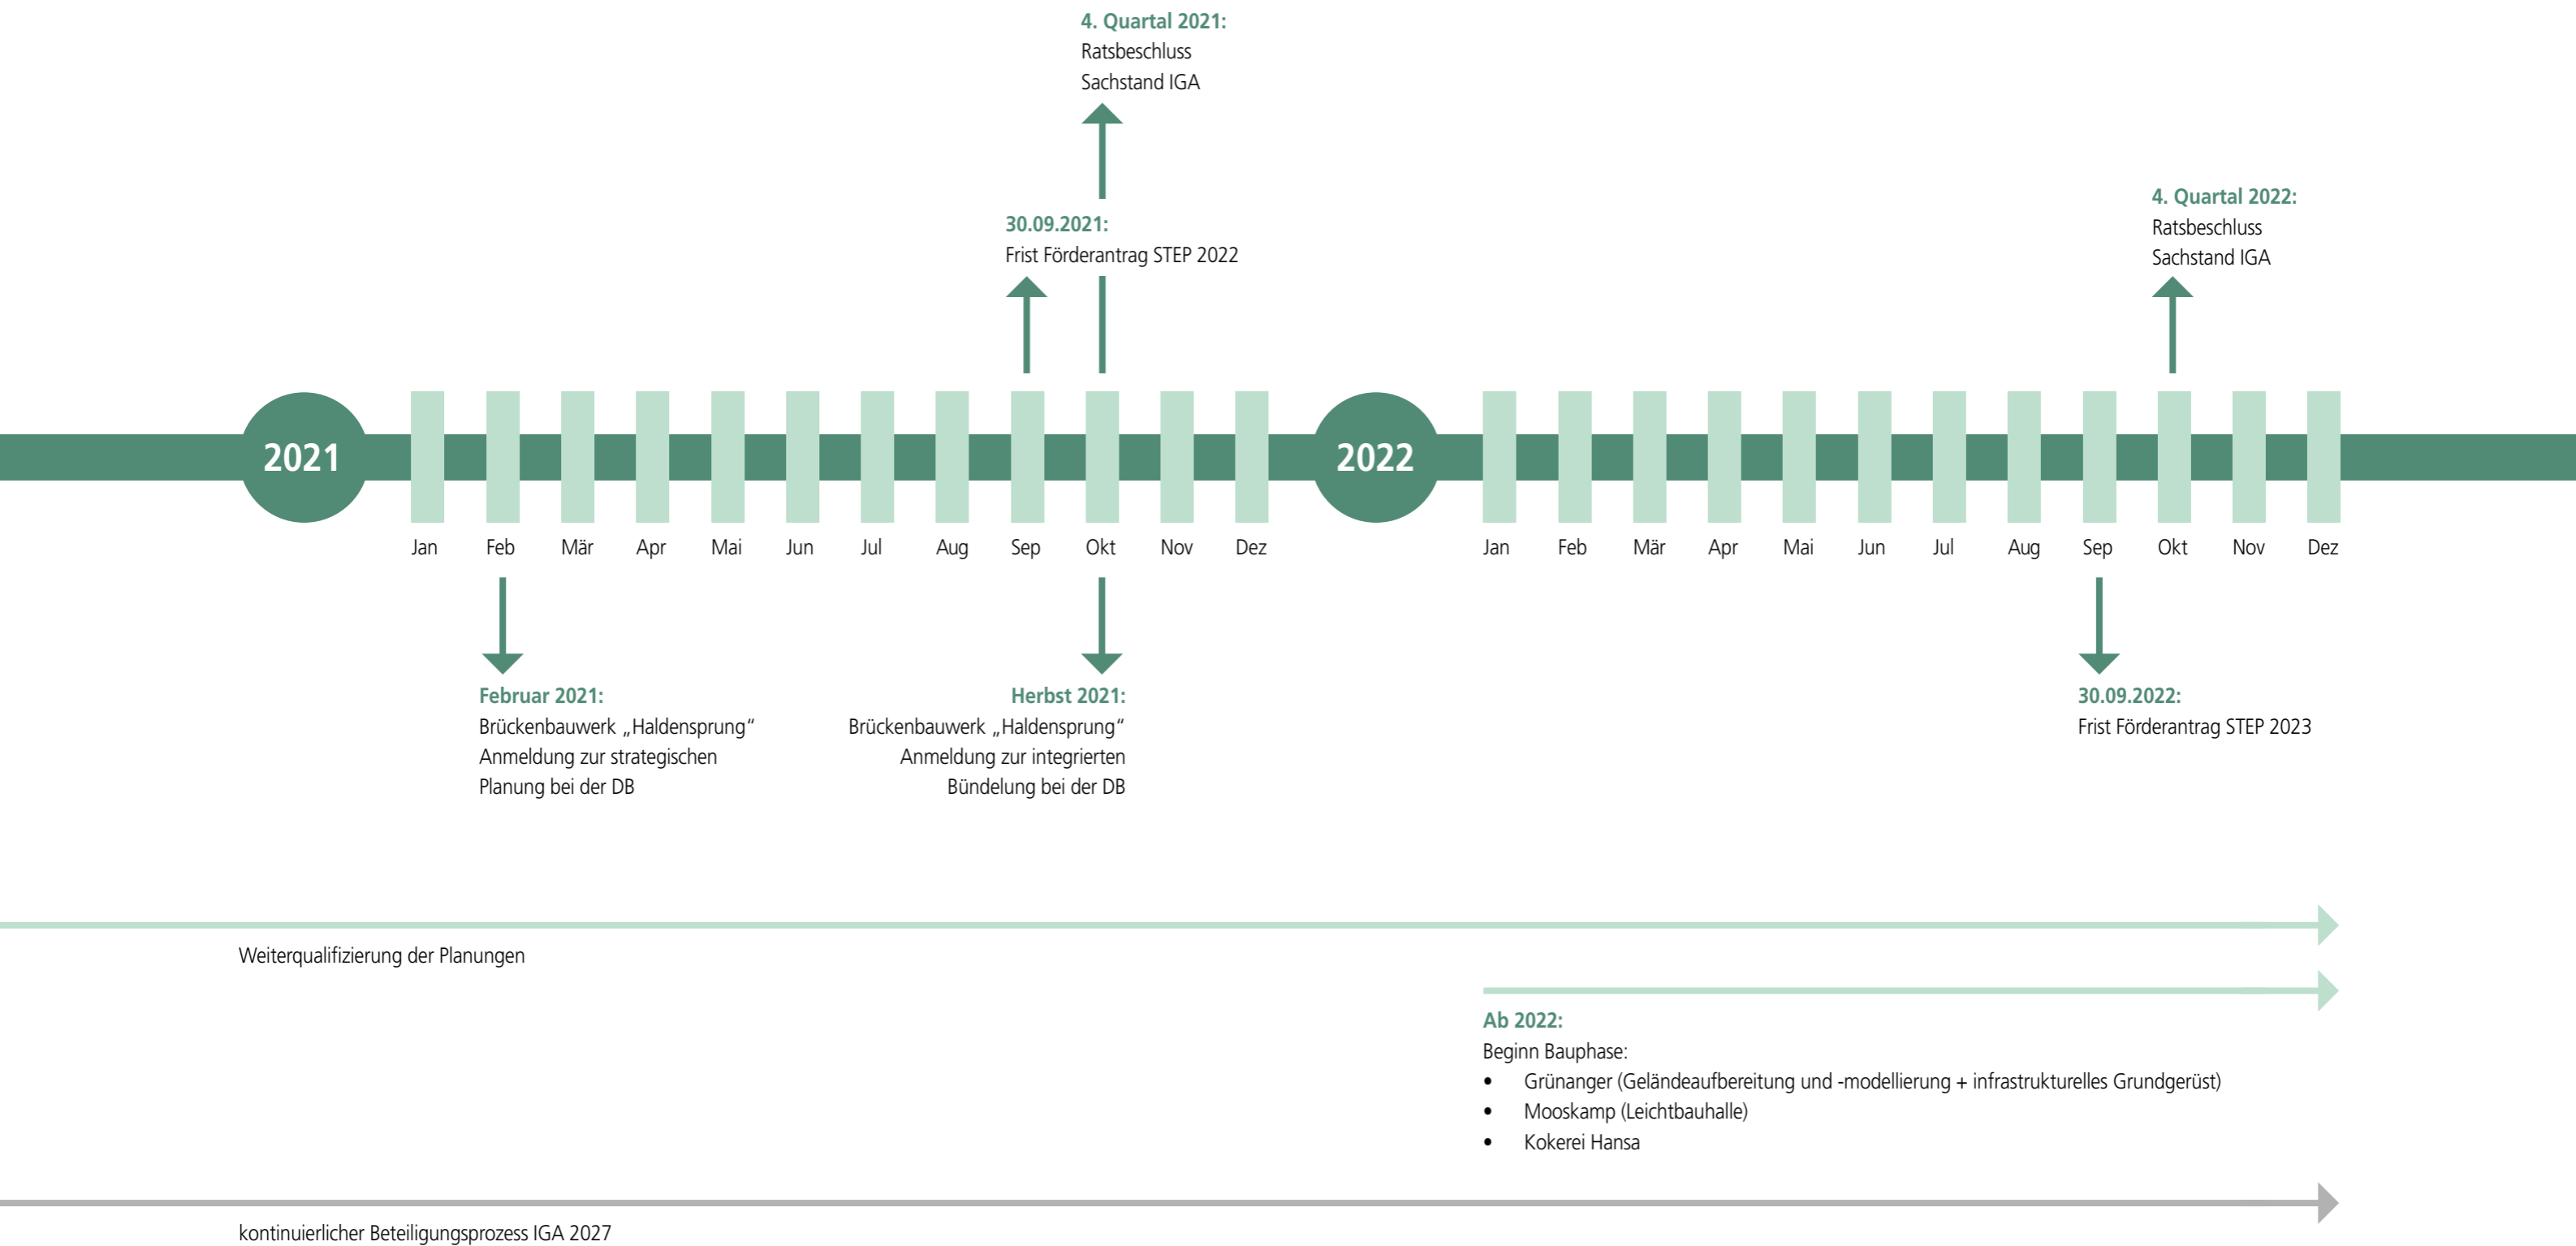 4. Quartal 2021:
Ratsbeschluss
Sachstand IGA
30.09.2021:
Frist Förderantrag STEP 2022
4. Quartal 2022:
Ratsbeschluss
Sachstand IGA
2021
Jan Feb Mär Apr Mai Jun Jul Aug Sep Okt Nov Dez
2022
Jan Feb Mär Apr Mai Jun Jul Aug Sep Okt Nov Dez
Februar 2021:
Brückenbauwerk „Haldensprung“
Anmeldung zur strategischen
Planung bei der DB
Herbst 2021:
Brückenbauwerk „Haldensprung“
Anmeldung zur integrierten
Bündelung bei der DB
30.09.2022:
Frist Förderantrag STEP 2023
Weiterqualifizierung der Planungen
Ab 2022:
Beginn Bauphase:
• Grünanger (Geländeaufbereitung und -modellierung + infrastrukturelles Grundgerüst)
• Mooskamp (Leichtbauhalle)
• Kokerei Hansa
kontinuierlicher Beteiligungsprozess IGA 2027